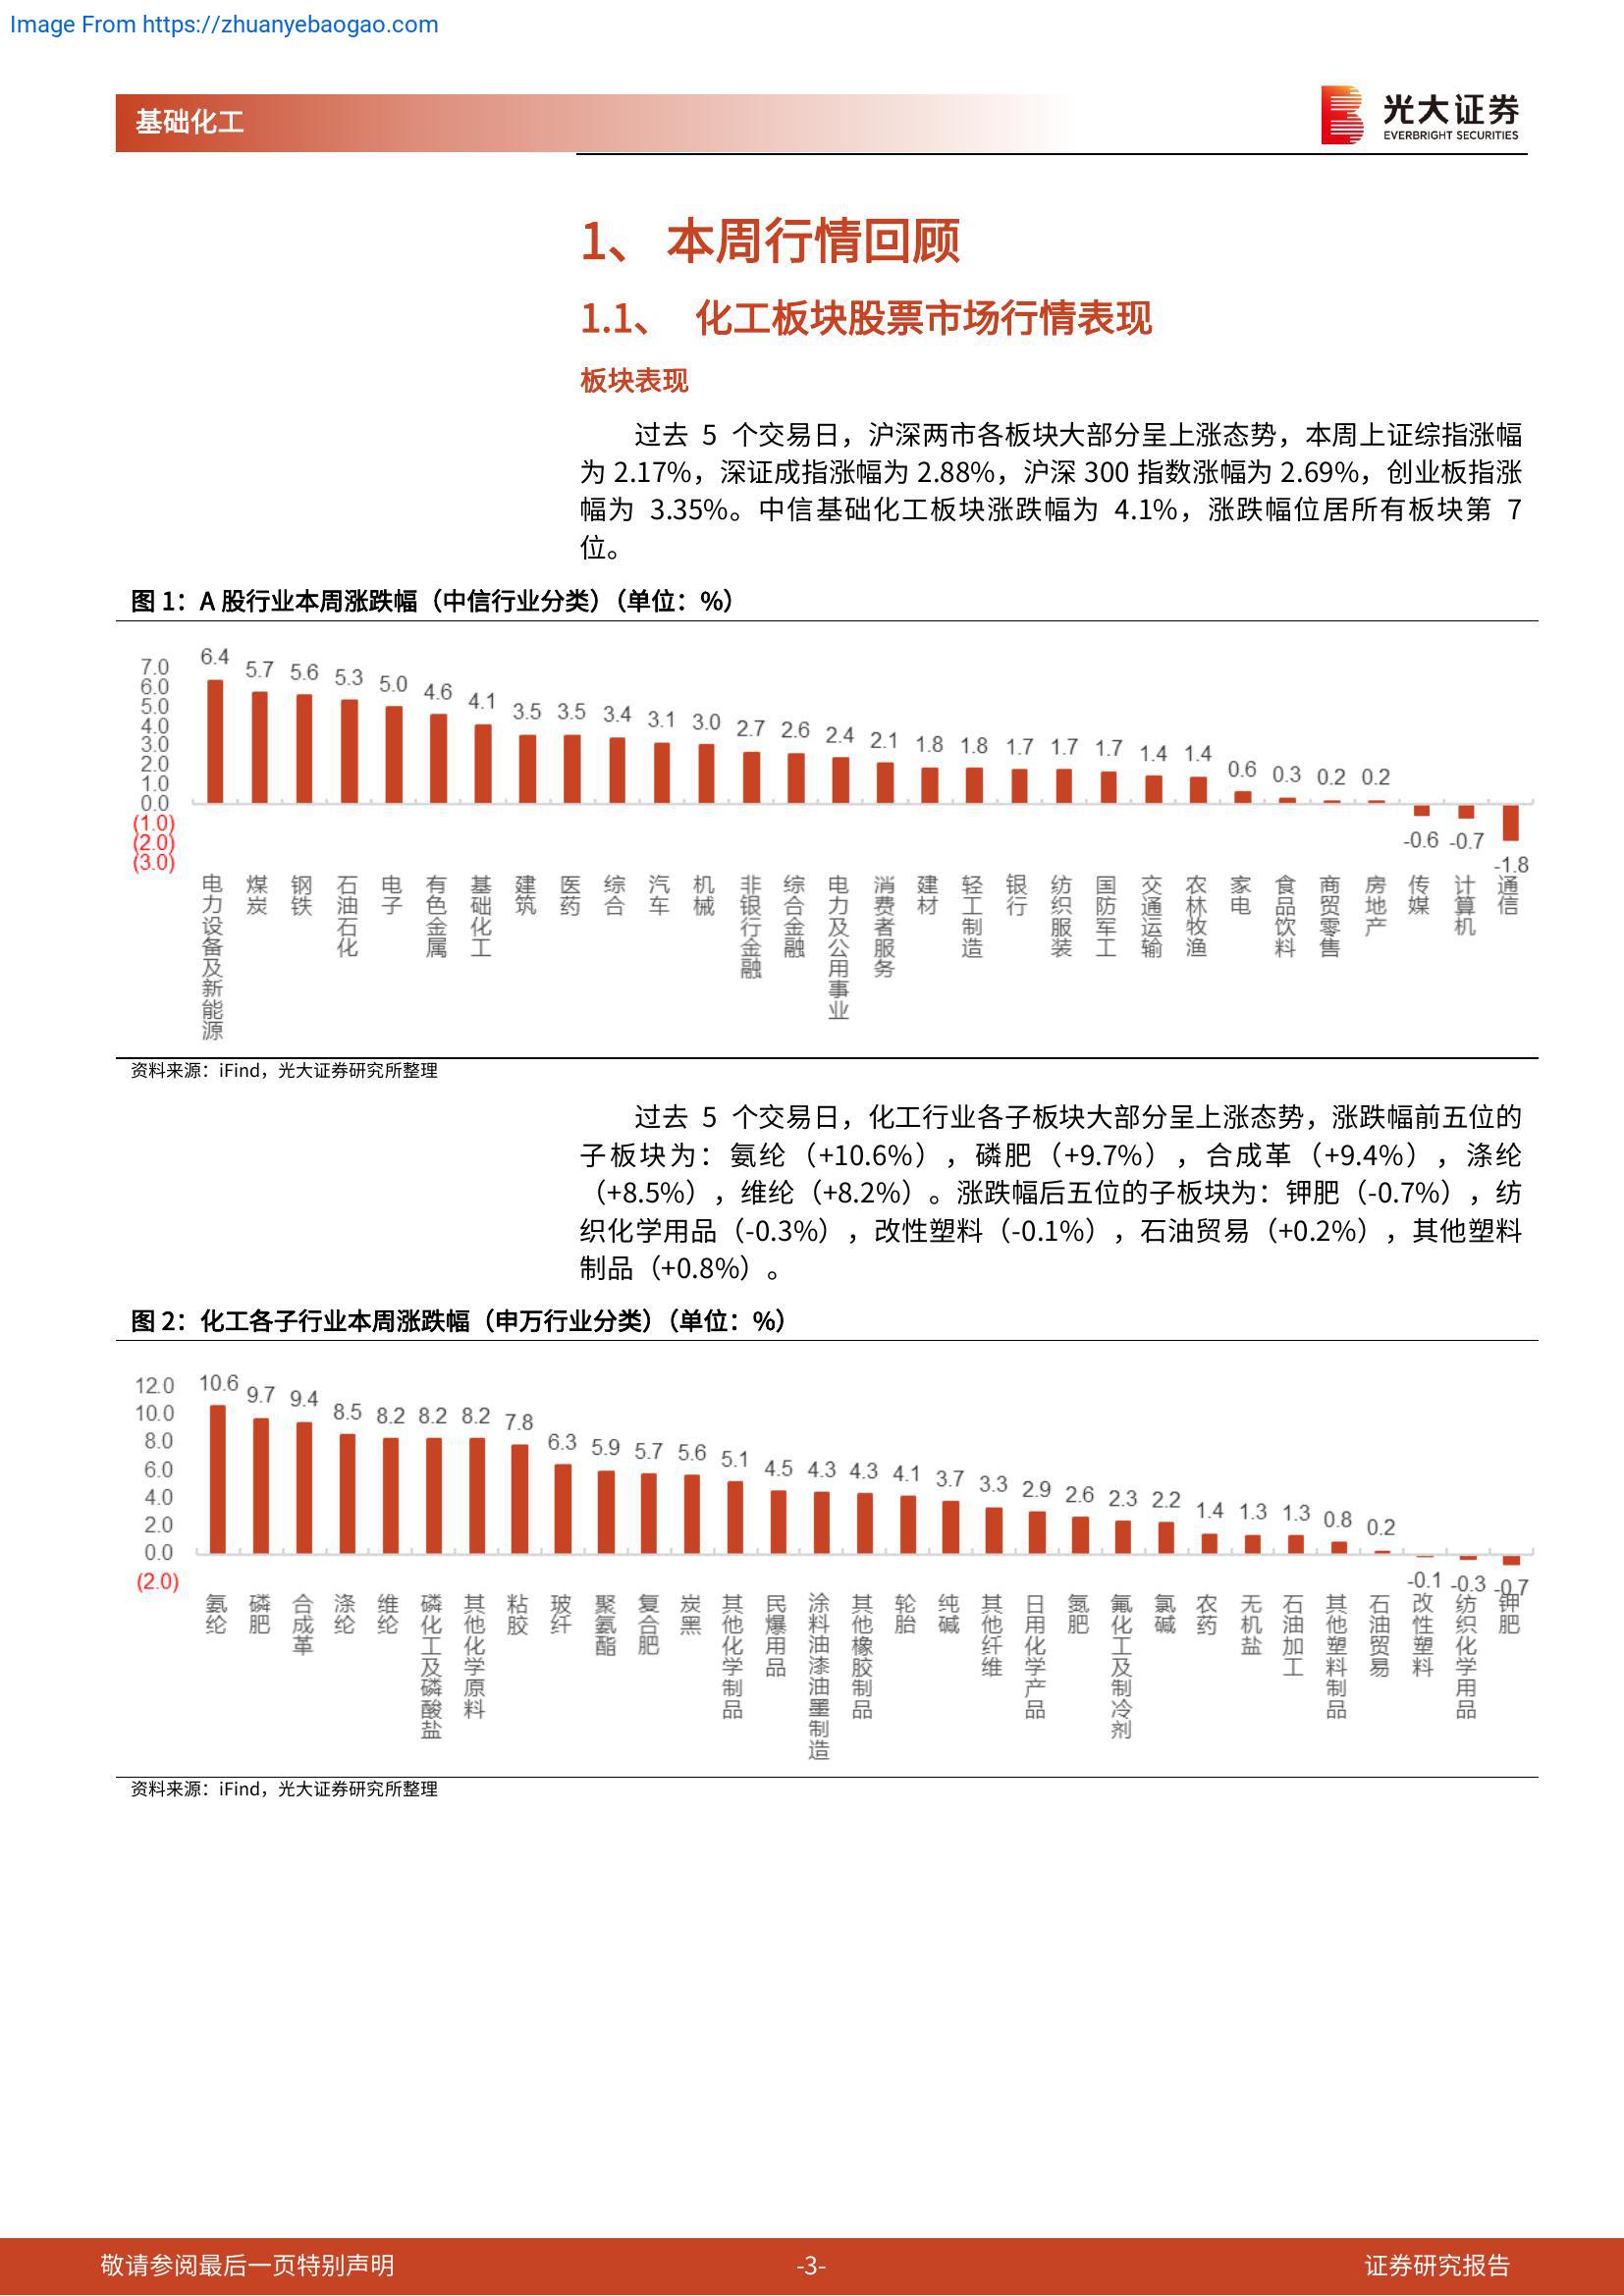 Image From https://zhuanyebaogao.com
基础化工
光大证券
EVERBRIGHT SECURITIES
1、 本周行情回顾
1.1、 化工板块股票市场行情表现
板块表现
过去 5 个交易日，沪深两市各板块大部分呈上涨态势，本周上证综指涨幅
为 2.17%，深证成指涨幅为 2.88%，沪深 300 指数涨幅为 2.69%，创业板指涨
幅为 3.35%。中信基础化工板块涨跌幅为 4.1%，涨跌幅位居所有板块第 7
位。
图 1：A 股行业本周涨跌幅（中信行业分类）（单位：%）
7.0
6.0
5.0
4.0
3.0
2.0
1.0
0.0
(1.0)
(2.0)
(3.0)
6.4 5.7 5.6 5.3 5.0 4.6 4.1 3.5 3.5 3.4 3.1 3.0 2.7 2.6 2.4 2.1 1.8 1.8 1.7 1.7 1.7 1.4 1.4 0.6 0.3 0.2 0.2 -0.6 -0.7 -1.8
电力设备及新能源
煤炭
钢铁
石油石化
电子
有色金属
基础化工
建筑
医药
综合
汽车
机械
非银行金融
综合金融
电力及公用事业
消费者服务
建材
轻工制造
银行
纺织服装
国防军工
交通运输
农林牧渔
家电
食品饮料
商贸零售
房地产
传媒
计算机
通信
资料来源：iFind，光大证券研究所整理
过去 5 个交易日，化工行业各子板块大部分呈上涨态势，涨跌幅前五位的
子板块为：氨纶（+10.6%），磷肥（+9.7%），合成革（+9.4%），涤纶
（+8.5%），维纶（+8.2%）。涨跌幅后五位的子板块为：钾肥（-0.7%），纺
织化学用品（-0.3%），改性塑料（-0.1%），石油贸易（+0.2%），其他塑料
制品（+0.8%）。
图 2：化工各子行业本周涨跌幅（申万行业分类）（单位：%）
12.0
10.0
8.0
6.0
4.0
2.0
0.0
(2.0)
10.6 9.7 9.4 8.5 8.2 8.2 8.2 7.8 6.3 5.9 5.7 5.6 5.1 4.5 4.3 4.3 4.1 3.7 3.3 2.9 2.6 2.3 2.2 1.4 1.3 1.3 0.8 0.2 -0.1 -0.3 -0.7
氨纶
磷肥
合成革
涤纶
维纶
磷化工及磷酸盐
其他化学原料
粘胶
玻纤
聚氨酯
复合肥
炭黑
其他化学制品
民爆用品
涂料油漆油墨制造
其他橡胶制品
轮胎
纯碱
其他纤维
日用化学产品
氮肥
氟化工及制冷剂
氯碱
农药
无机盐
石油加工
其他塑料制品
石油贸易
改性塑料
纺织化学用品
钾肥
资料来源：iFind，光大证券研究所整理
敬请参阅最后一页特别声明
-3-
证券研究报告